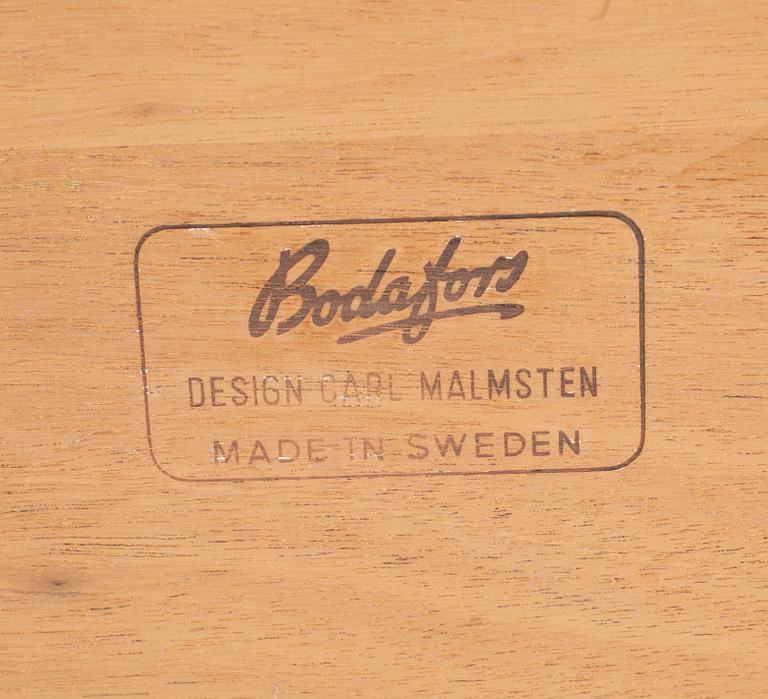 Bodafors
DESIGN CARL MALMSTEN
MADE IN SWEDEN